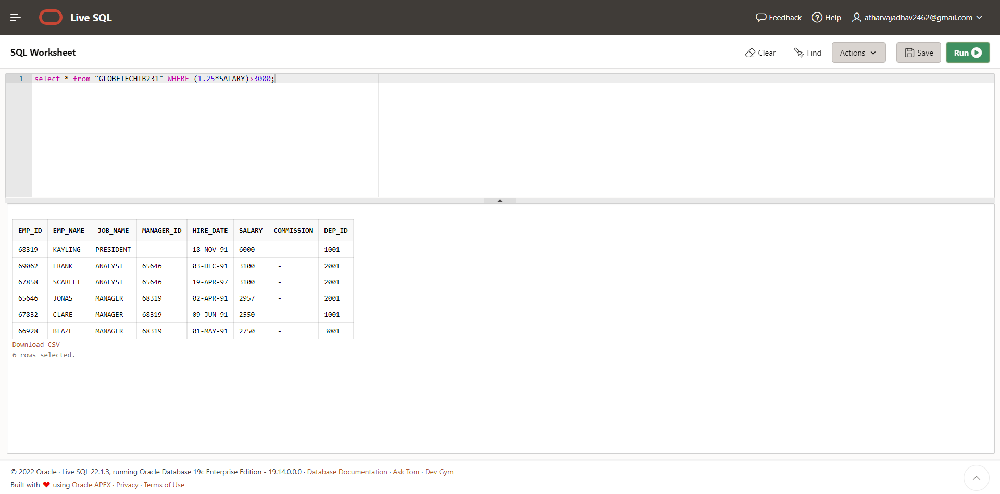 Live SQL
Feedback Help atharvajadhav2462@gmail.com
SQL Worksheet
Clear Find Actions Save Run
1 select * from "GLOBETECHTB231" WHERE (1.25*SALARY)>3000;
EMP_ID EMP_NAME JOB_NAME MANAGER_ID HIRE_DATE SALARY COMMISSION DEP_ID
68319 KAYLING PRESIDENT - 18-NOV-91 6000 - 1001
69062 FRANK ANALYST 65646 03-DEC-91 3100 - 2001
67858 SCARLET ANALYST 65646 19-APR-97 3100 - 2001
65646 JONAS MANAGER 68319 02-APR-91 2957 - 2001
67832 CLARE MANAGER 68319 09-JUN-91 2550 - 1001
66928 BLAZE MANAGER 68319 01-MAY-91 2750 - 3001
Download CSV
6 rows selected.
© 2022 Oracle · Live SQL 22.1.3, running Oracle Database 19c Enterprise Edition - 19.14.0.0.0 · Database Documentation · Ask Tom · Dev Gym
Built with ❤ using Oracle APEX · Privacy · Terms of Use